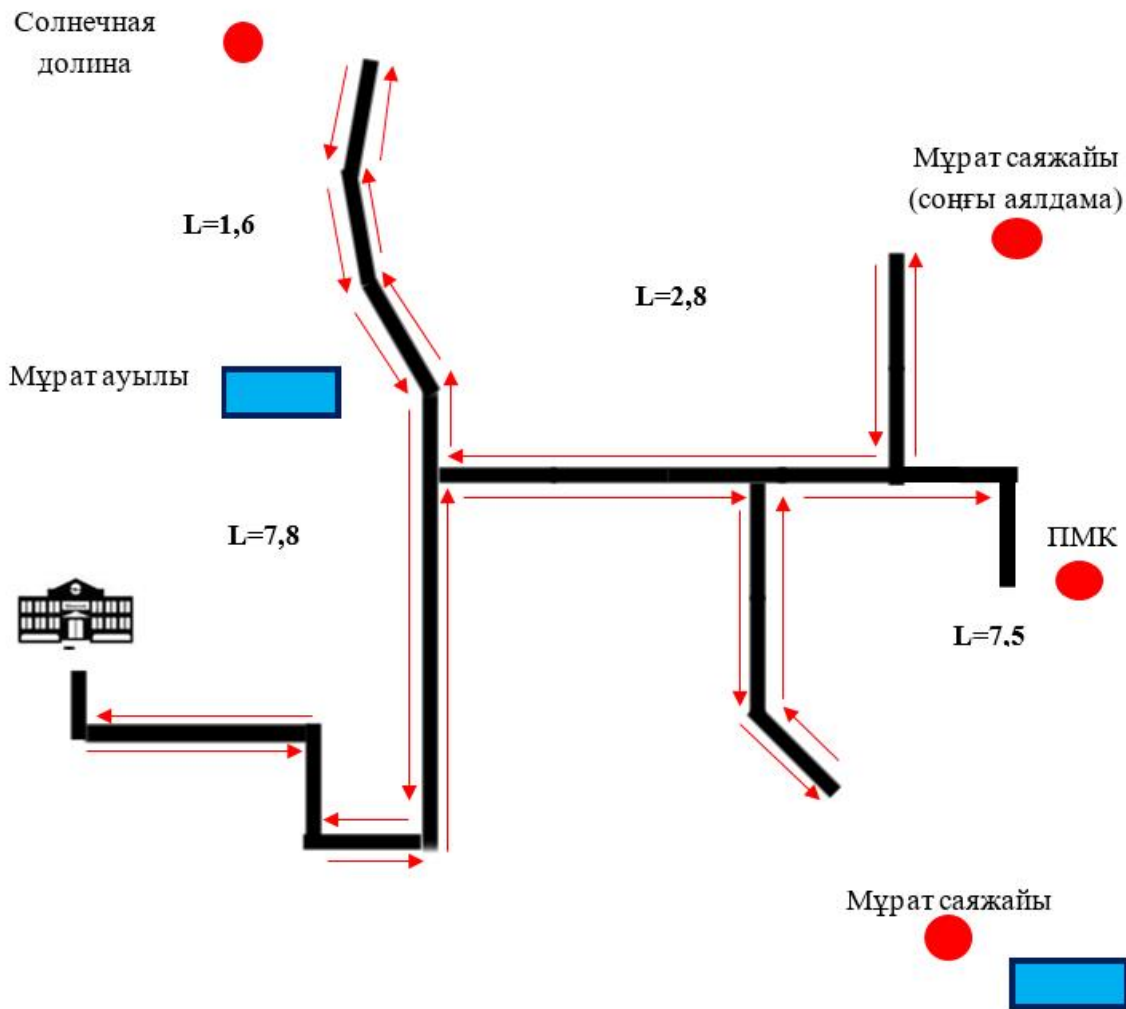 Солнечная
долина
Мұрат саяжайы
(соңғы аялдама)
L=1,6
L=2,8
Мұрат ауылы
L=7,8
ПМК
L=7,5
Мұрат саяжайы